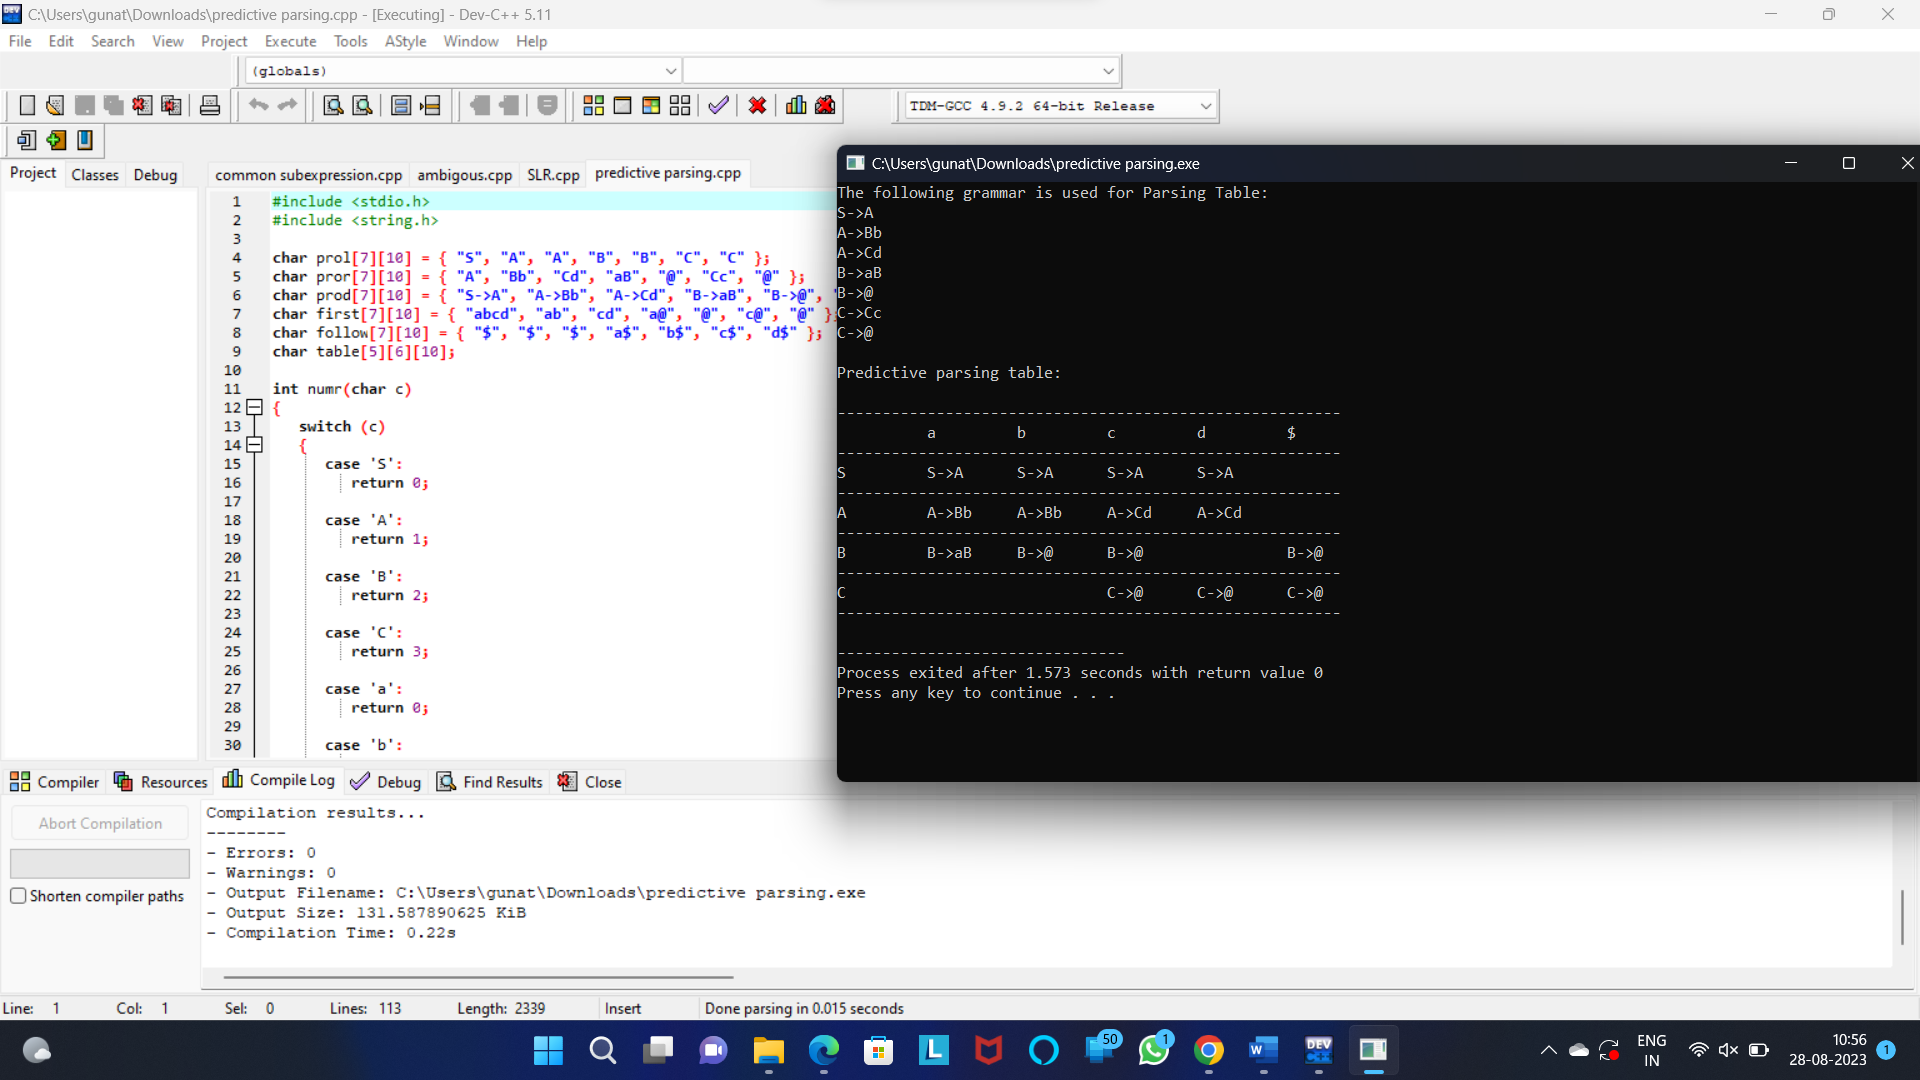 C:\Users\gunat\Downloads\predictive parsing.cpp - [Executing] - Dev-C++ 5.11
File Edit Search View Project Execute Tools AStyle Window Help
(globals)
TDM-GCC 4.9.2 64-bit Release
Project Classes Debug
common subexpression.cpp ambigous.cpp SLR.cpp predictive parsing.cpp
1 #include <stdio.h>
2 #include <string.h>
3
4 char prol[7][10] = { "S", "A", "A", "B", "B", "C", "C" };
5 char pror[7][10] = { "A", "Bb", "Cd", "aB", "@", "Cc", "@" };
6 char prod[7][10] = { "S->A", "A->Bb", "A->Cd", "B->aB", "B->@", "
7 char first[7][10] = { "abcd", "ab", "cd", "a@", "@", "c@", "@" };
8 char follow[7][10] = { "$", "$", "$", "a$", "b$", "c$", "d$" };
9 char table[5][6][10];
10
11 int numr(char c)
12 {
13 switch (c)
14 {
15 case 'S':
16 return 0;
17
18 case 'A':
19 return 1;
20
21 case 'B':
22 return 2;
23
24 case 'C':
25 return 3;
26
27 case 'a':
28 return 0;
29
30 case 'b':
C:\Users\gunat\Downloads\predictive parsing.exe
The following grammar is used for Parsing Table:
S->A
A->Bb
A->Cd
B->aB
B->@
C->Cc
C->@
Predictive parsing table:
--------------------------------------------------------
a b c d $
--------------------------------------------------------
S S->A S->A S->A S->A
--------------------------------------------------------
A A->Bb A->Bb A->Cd A->Cd
--------------------------------------------------------
B B->aB B->@ B->@ B->@
--------------------------------------------------------
C C->@ C->@ C->@
--------------------------------------------------------
--------------------------------
Process exited after 1.573 seconds with return value 0
Press any key to continue . . .
Compiler Resources Compile Log Debug Find Results Close
Abort Compilation
Shorten compiler paths
Compilation results...
--------
- Errors: 0
- Warnings: 0
- Output Filename: C:\Users\gunat\Downloads\predictive parsing.exe
- Output Size: 131.587890625 KiB
- Compilation Time: 0.22s
Line: 1 Col: 1 Sel: 0 Lines: 113 Length: 2339 Insert Done parsing in 0.015 seconds
L 50 1 W DEV C++
ENG
IN
10:56
28-08-2023
1